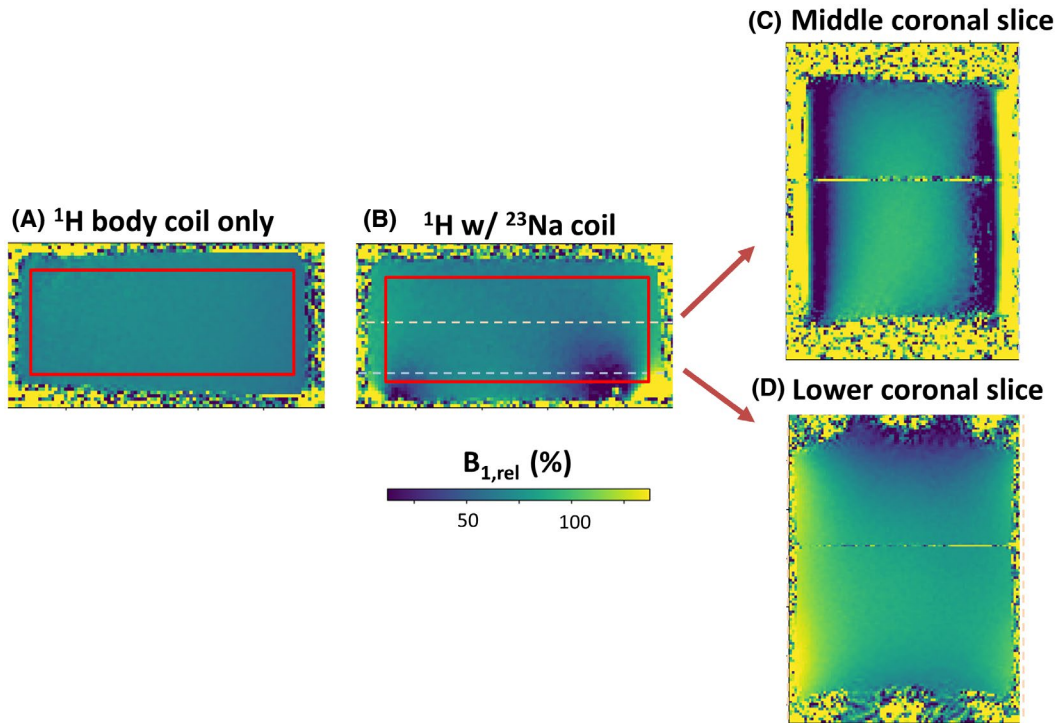 (C) Middle coronal slice
(A) ¹H body coil only
(B) ¹H w/ ²³Na coil
(D) Lower coronal slice
B₁,rel (%)
50 100